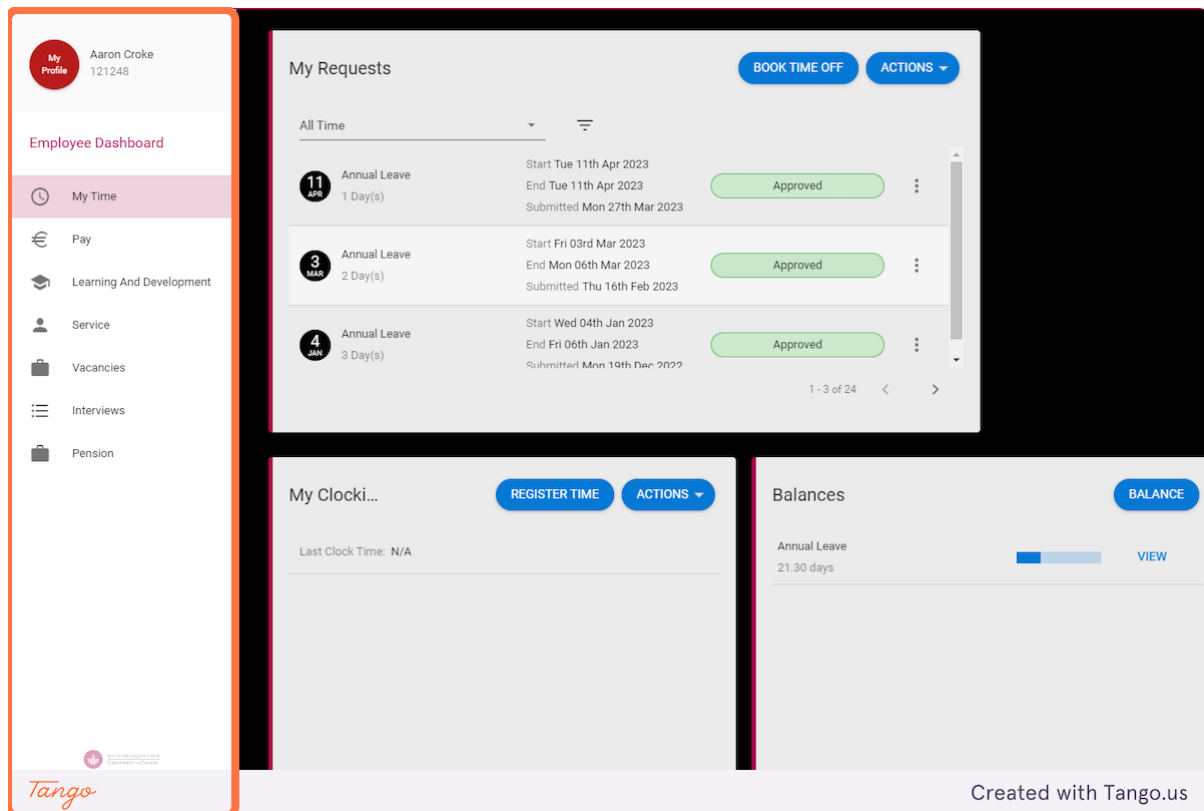 My
Profile
Aaron Croke
121248
Employee Dashboard
My Time
Pay
Learning And Development
Service
Vacancies
Interviews
Pension
My Requests
BOOK TIME OFF
ACTIONS
All Time
11
APR
Annual Leave
1 Day(s)
Start Tue 11th Apr 2023
End Tue 11th Apr 2023
Submitted Mon 27th Mar 2023
Approved
3
MAR
Annual Leave
2 Day(s)
Start Fri 03rd Mar 2023
End Mon 06th Mar 2023
Submitted Thu 16th Feb 2023
Approved
4
JAN
Annual Leave
3 Day(s)
Start Wed 04th Jan 2023
End Fri 06th Jan 2023
Submitted Mon 19th Dec 2022
Approved
1 - 3 of 24
My Clocki...
REGISTER TIME
ACTIONS
Last Clock Time: N/A
Balances
BALANCE
Annual Leave
21.30 days
VIEW
Tango
Created with Tango.us